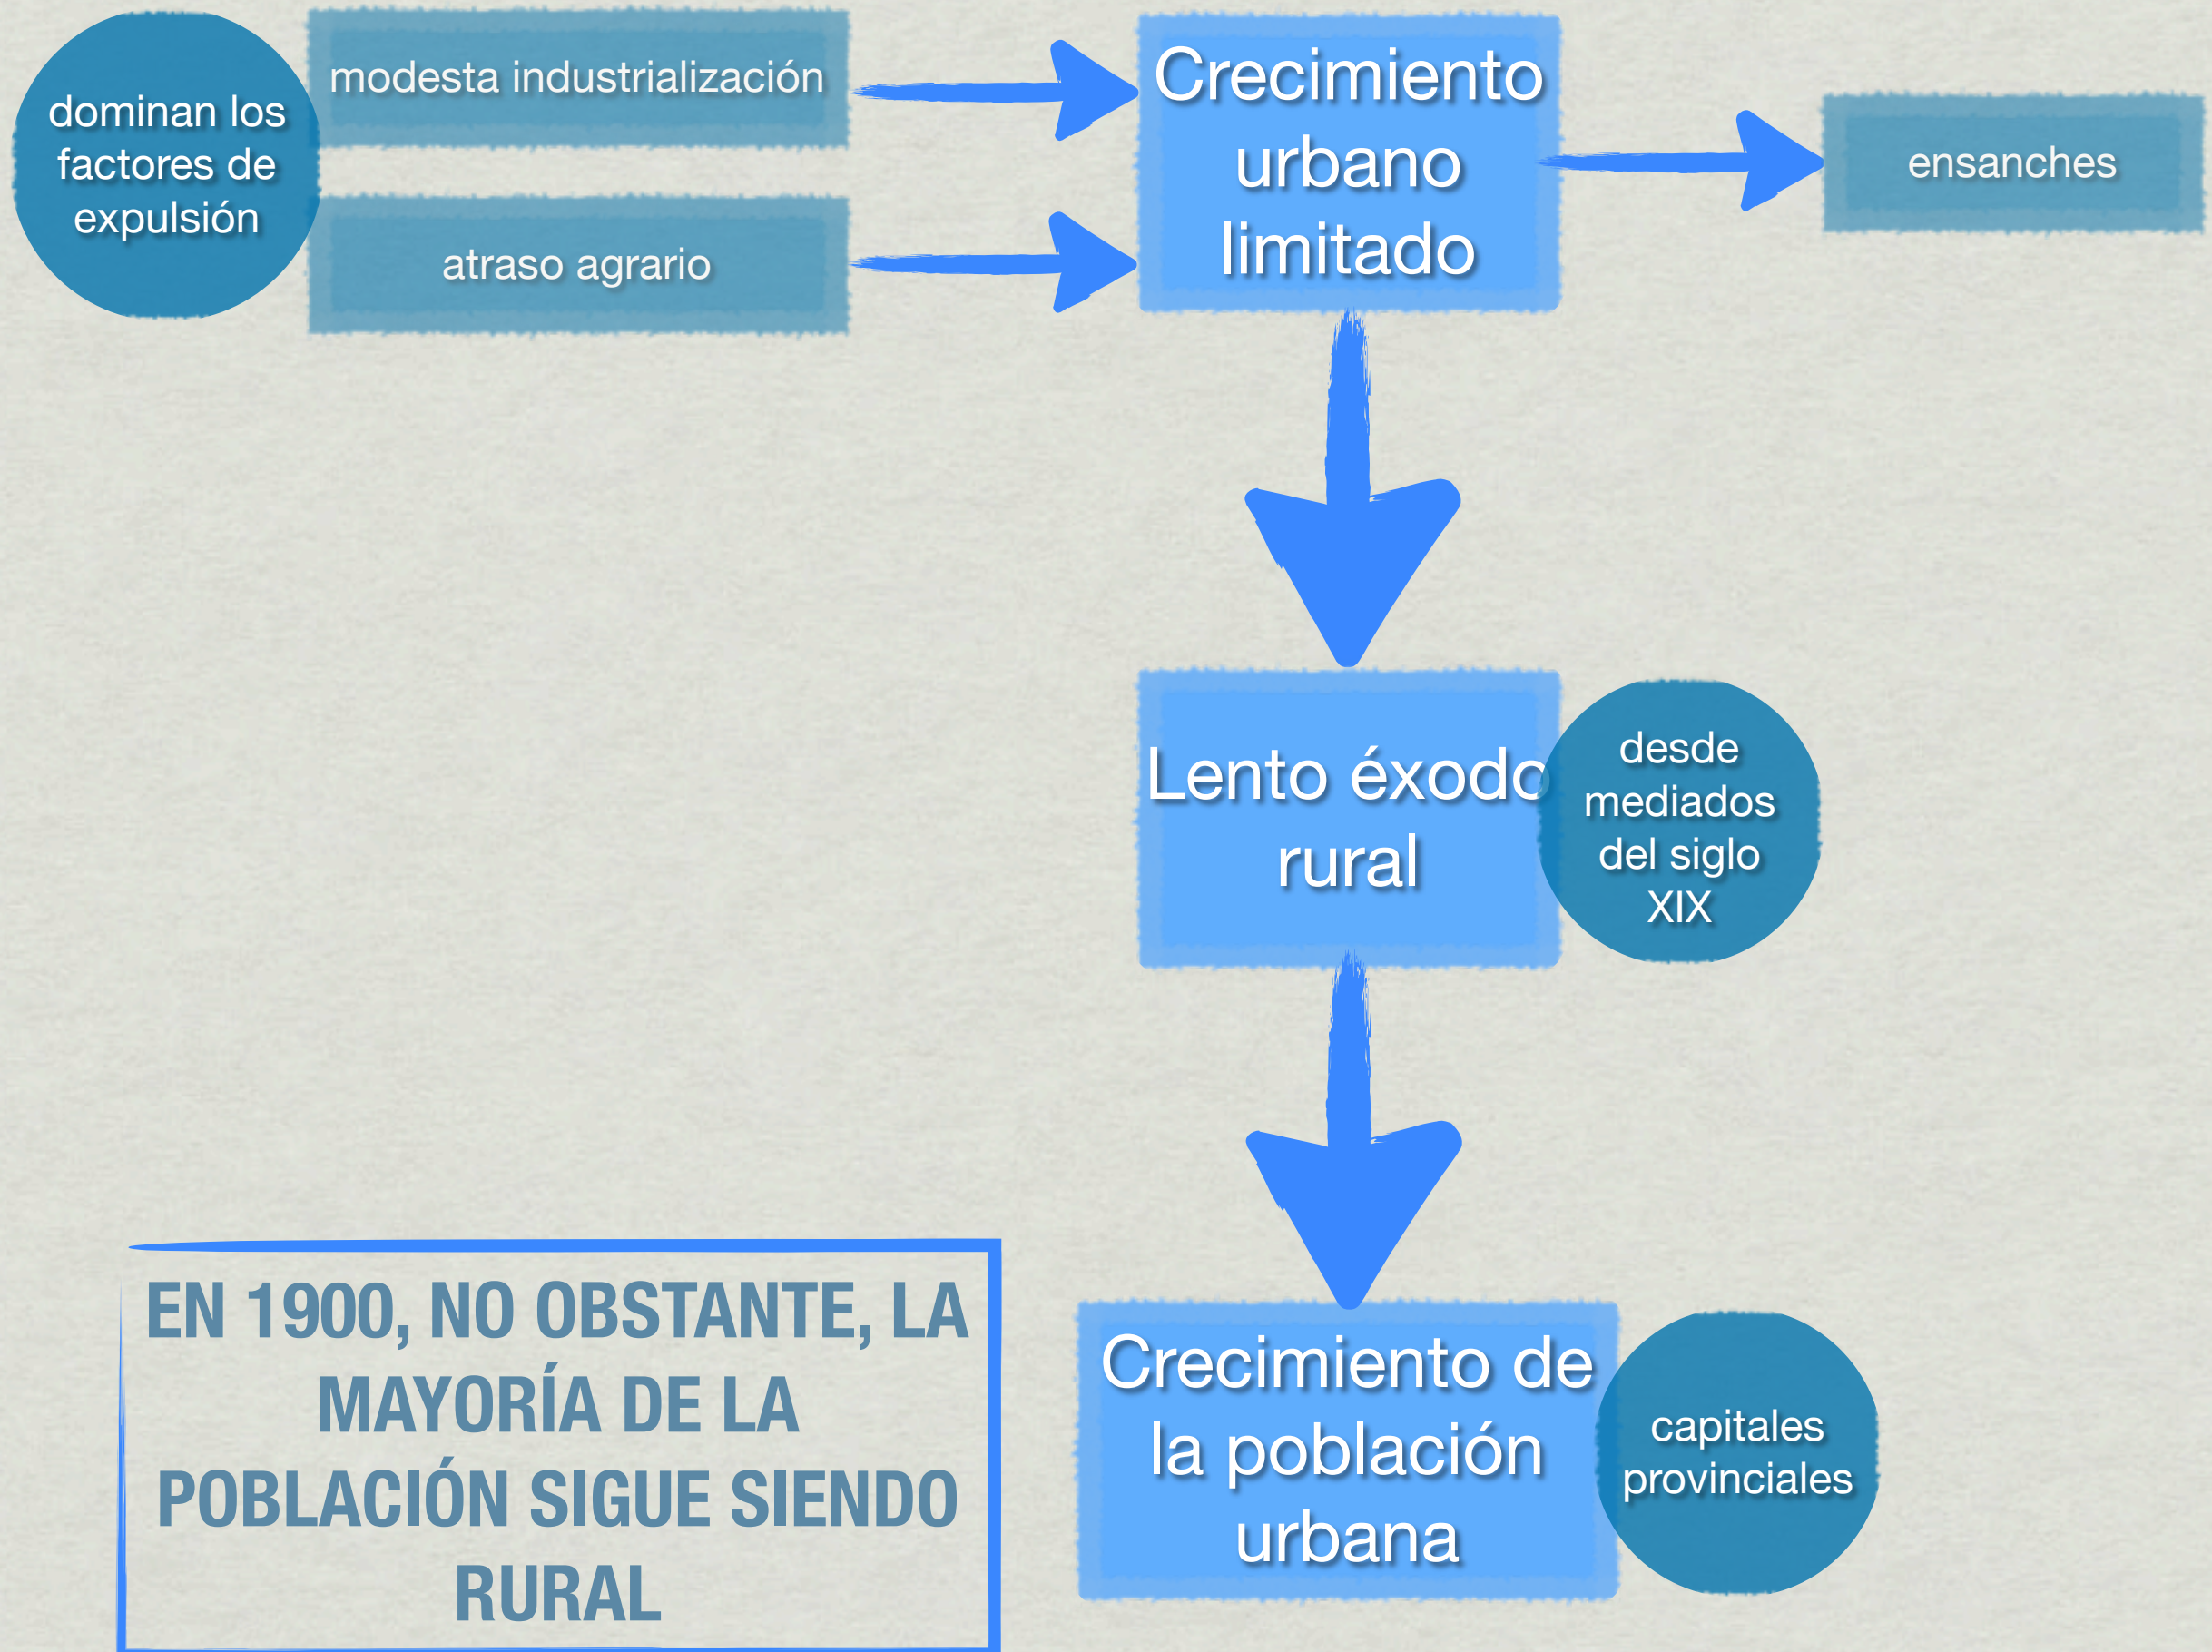 dominan los
factores de
expulsión
modesta industrialización
atraso agrario
Crecimiento
urbano
limitado
ensanches
Lento éxodo
rural
desde
mediados
del siglo
XIX
EN 1900, NO OBSTANTE, LA
MAYORÍA DE LA
POBLACIÓN SIGUE SIENDO
RURAL
Crecimiento de
la población
urbana
capitales
provinciales